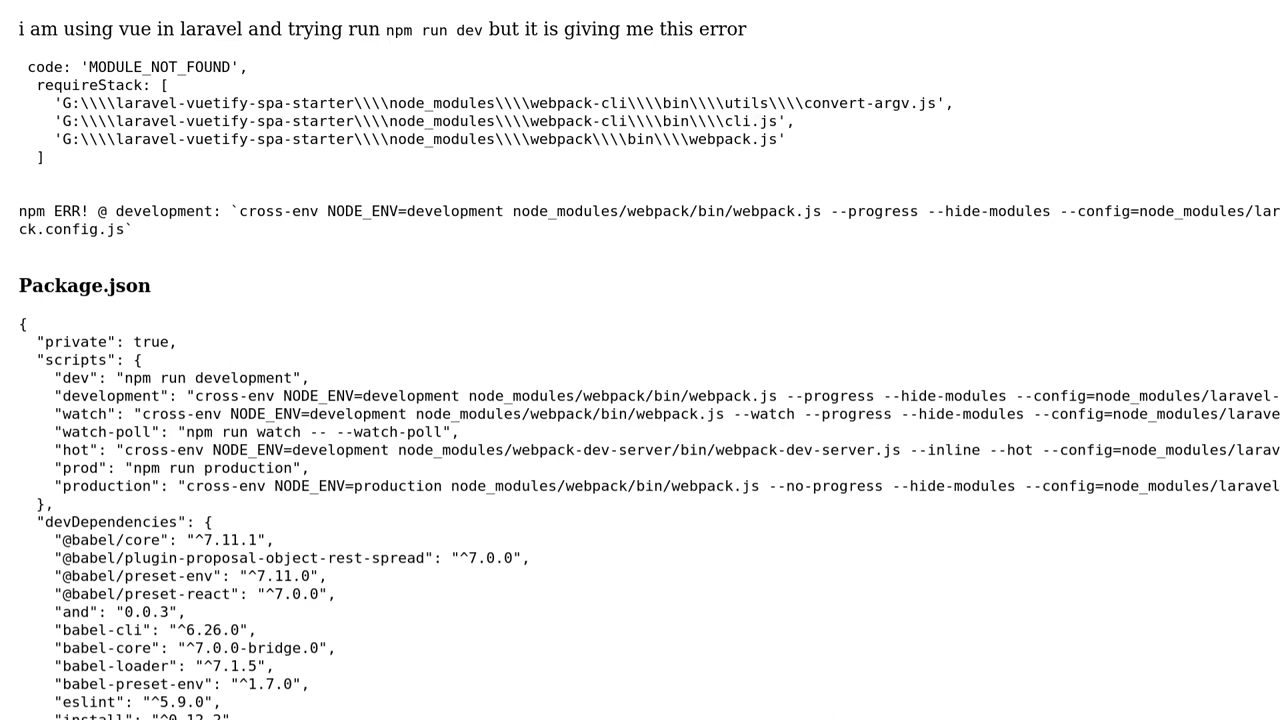 i am using vue in laravel and trying run npm run dev but it is giving me this error
code: 'MODULE_NOT_FOUND',
requireStack: [
'G:\\\\laravel-vuetify-spa-starter\\\\node_modules\\\\webpack-cli\\\\bin\\\\utils\\\\convert-argv.js',
'G:\\\\laravel-vuetify-spa-starter\\\\node_modules\\\\webpack-cli\\\\bin\\\\cli.js',
'G:\\\\laravel-vuetify-spa-starter\\\\node_modules\\\\webpack\\\\bin\\\\webpack.js'
]
npm ERR! @ development: `cross-env NODE_ENV=development node_modules/webpack/bin/webpack.js --progress --hide-modules --config=node_modules/lar
ck.config.js`
Package.json
{
"private": true,
"scripts": {
"dev": "npm run development",
"development": "cross-env NODE_ENV=development node_modules/webpack/bin/webpack.js --progress --hide-modules --config=node_modules/laravel-
"watch": "cross-env NODE_ENV=development node_modules/webpack/bin/webpack.js --watch --progress --hide-modules --config=node_modules/larave
"watch-poll": "npm run watch -- --watch-poll",
"hot": "cross-env NODE_ENV=development node_modules/webpack-dev-server/bin/webpack-dev-server.js --inline --hot --config=node_modules/larav
"prod": "npm run production",
"production": "cross-env NODE_ENV=production node_modules/webpack/bin/webpack.js --no-progress --hide-modules --config=node_modules/laravel
},
"devDependencies": {
"@babel/core": "^7.11.1",
"@babel/plugin-proposal-object-rest-spread": "^7.0.0",
"@babel/preset-env": "^7.11.0",
"@babel/preset-react": "^7.0.0",
"and": "0.0.3",
"babel-cli": "^6.26.0",
"babel-core": "^7.0.0-bridge.0",
"babel-loader": "^7.1.5",
"babel-preset-env": "^1.7.0",
"eslint": "^5.9.0",
"install": "^0.12.2",